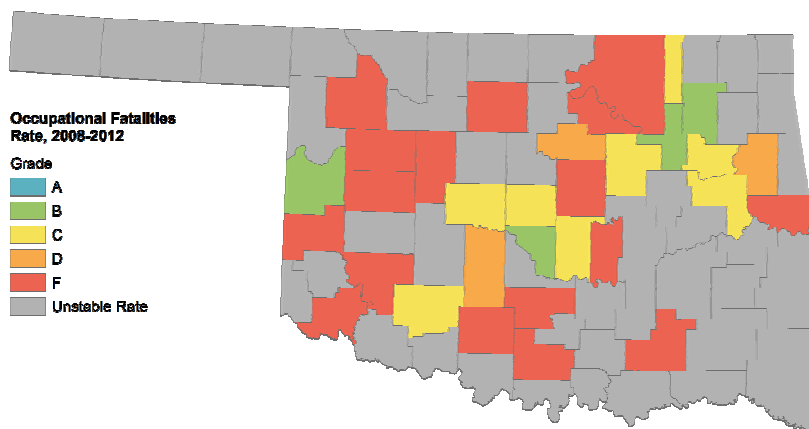 Occupational Fatalities
Rate, 2008-2012
Grade
A
B
C
D
F
Unstable Rate